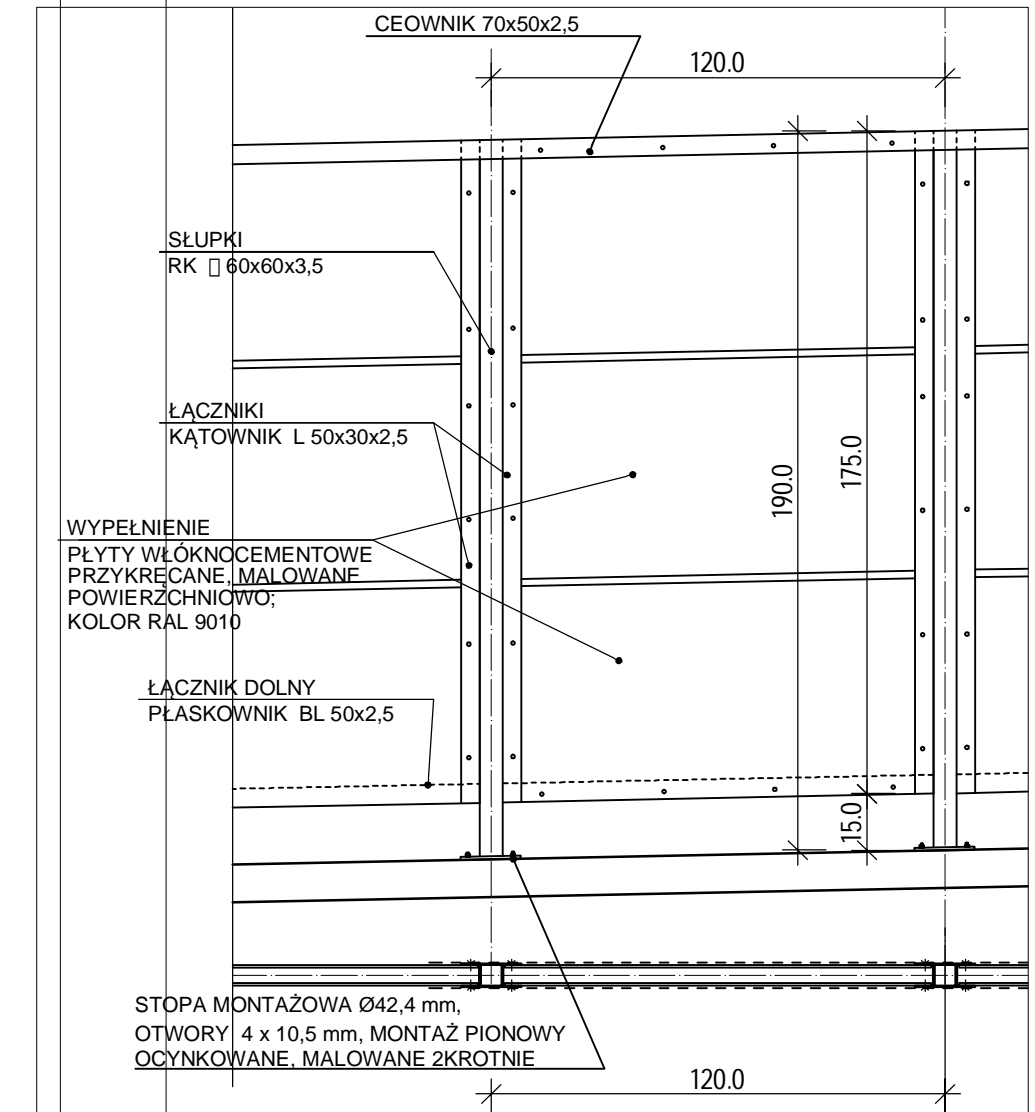 CEOWNIK 70x50x2,5
120.0
SŁUPKI
RK □ 60x60x3,5
ŁĄCZNIKI
KĄTOWNIK L 50x30x2,5
190.0
175.0
WYPEŁNIENIE
PŁYTY WŁÓKNOCEMENTOWE
PRZYKRĘCANE, MALOWANE
POWIERZCHNIOWO;
KOLOR RAL 9010
ŁĄCZNIK DOLNY
PŁASKOWNIK BL 50x2,5
15.0
STOPA MONTAŻOWA Ø42,4 mm,
OTWORY 4 x 10,5 mm, MONTAŻ PIONOWY
OCYNKOWANE, MALOWANE 2KROTNIE
120.0